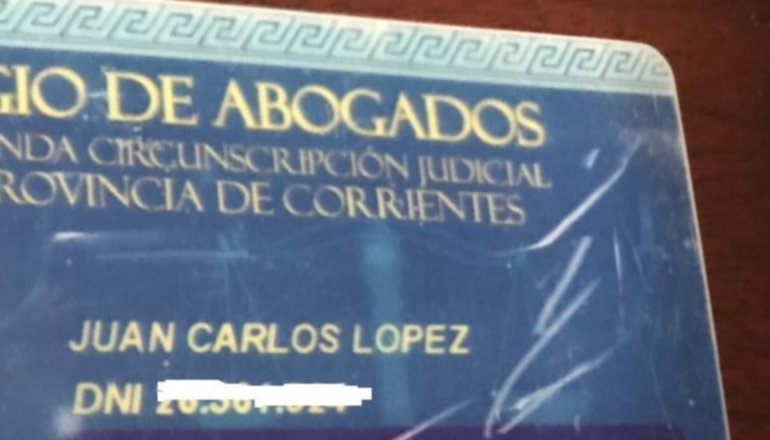 GIO DE ABOGADOS
NDA CIRCUNSCRIPCIÓN JUDICIAL
ROVINCIA DE CORRIENTES
JUAN CARLOS LOPEZ
DNI